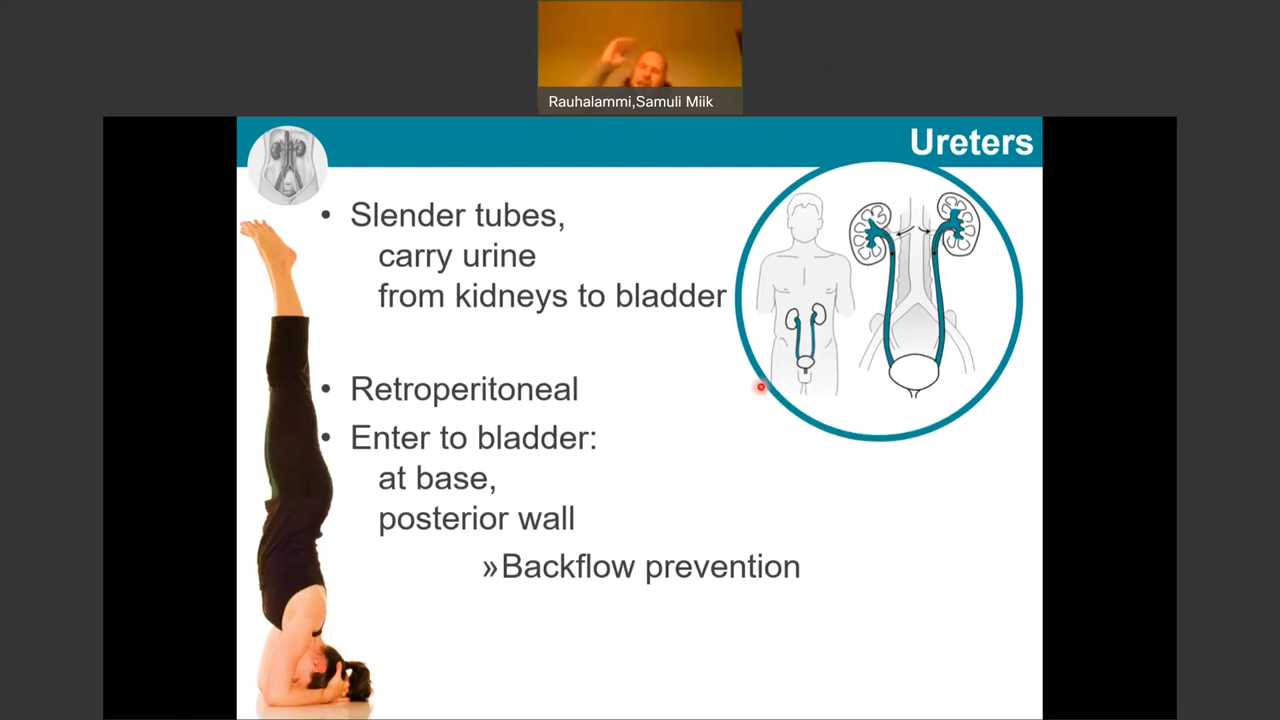 Rauhalammi,Samuli Miik
Ureters
• Slender tubes,
carry urine
from kidneys to bladder
• Retroperitoneal
• Enter to bladder:
at base,
posterior wall
»Backflow prevention